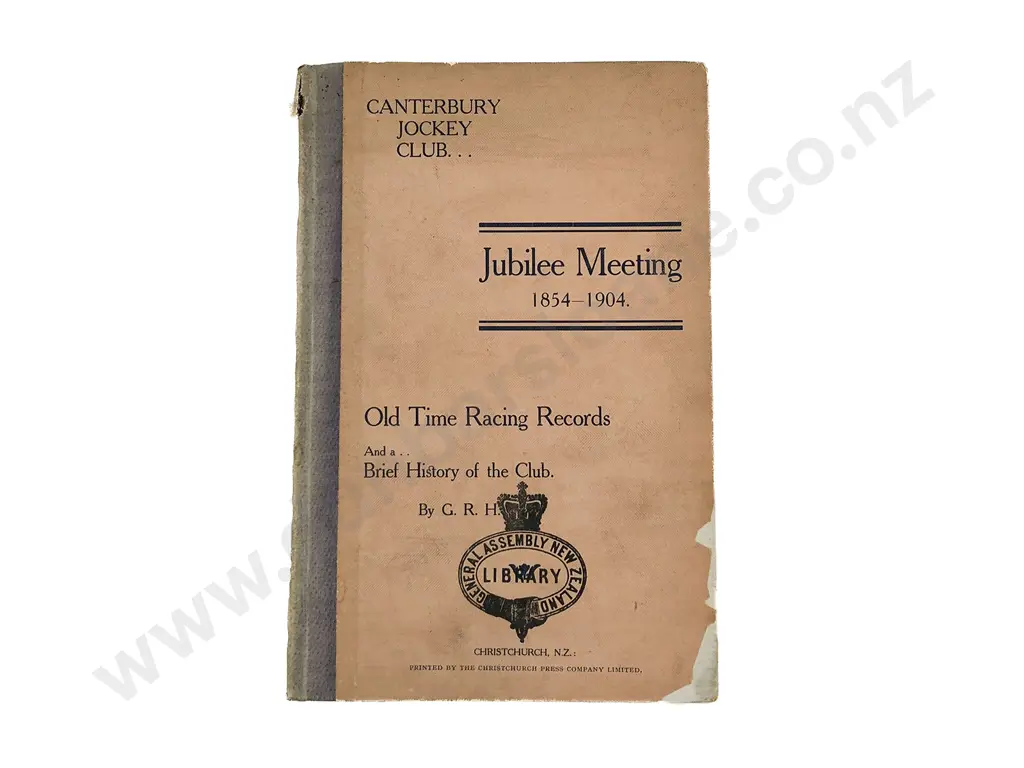 CANTERBURY
JOCKEY
CLUB. . .
Jubilee Meeting
1854–1904.
Old Time Racing Records
And a . .
Brief History of the Club.
By G. R. H.
GENERAL ASSEMBLY NEW ZEALAND
LIBRARY
CHRISTCHURCH, N.Z.:
PRINTED BY THE CHRISTCHURCH PRESS COMPANY LIMITED.